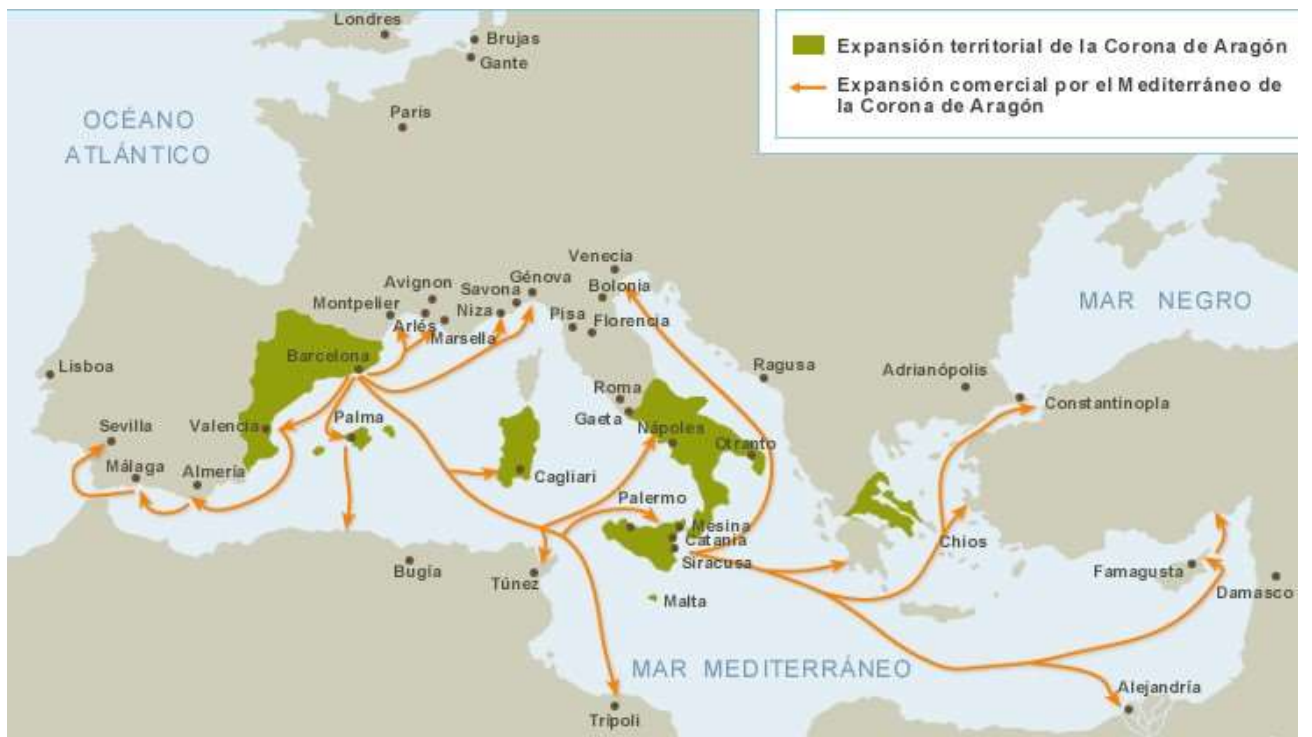 Londres
Brujas
Gante
París
OCÉANO
ATLÁNTICO
Expansión territorial de la Corona de Aragón
Expansión comercial por el Mediterráneo de
la Corona de Aragón
Venecia
Bolonia
Génova
Savona
Avignon
Montpelier
Arlés
Niza
Marsella
Pisa
Florencia
MAR NEGRO
Lisboa
Barcelona
Ragusa
Adrianópolis
Constantinopla
Roma
Gaeta
Nápoles
Otranto
Sevilla
Valencia
Palma
Málaga
Almería
Cagliari
Palermo
Mesina
Catania
Siracusa
Chios
Bugía
Túnez
Malta
Famagusta
Damasco
MAR MEDITERRÁNEO
Alejandría
Trípoli